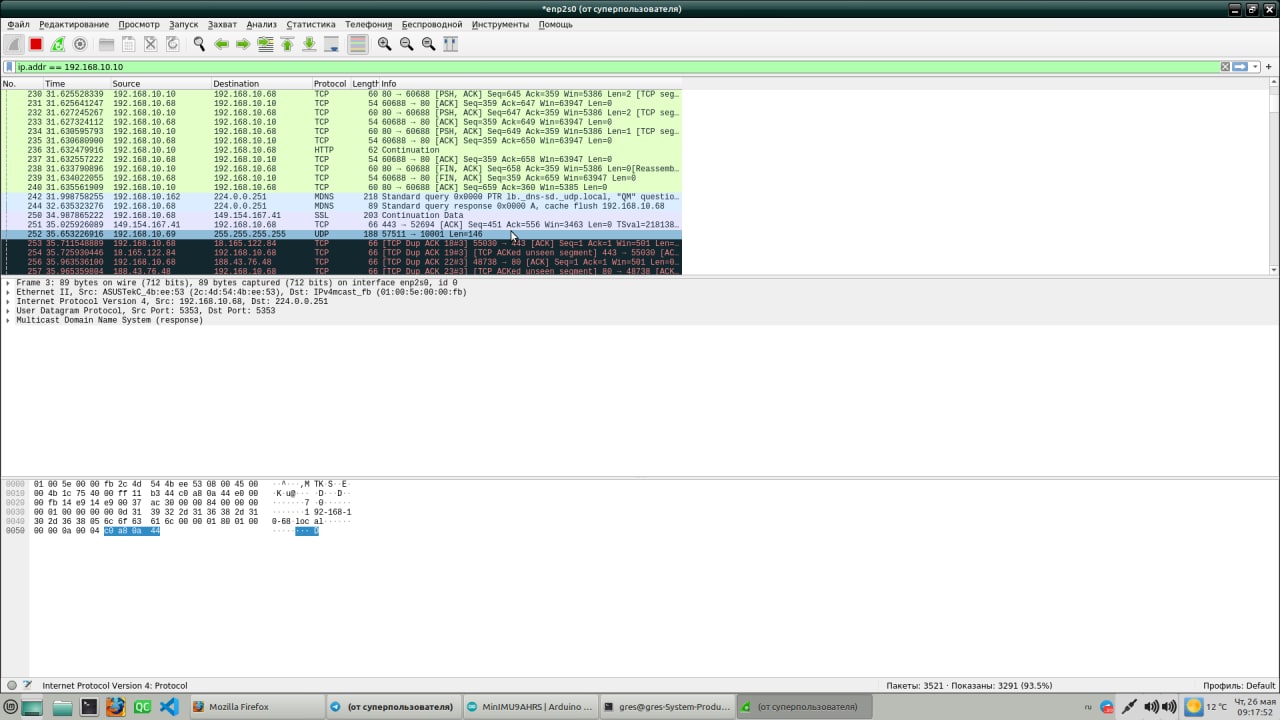 *enp2s0 (от суперпользователя)
Файл Редактирование Просмотр Запуск Захват Анализ Статистика Телефония Беспроводной Инструменты Помощь
ip.addr == 192.168.10.10
No. Time Source Destination Protocol Length Info
230 31.625528339 192.168.10.10 192.168.10.68 TCP 60 80 → 60688 [PSH, ACK] Seq=645 Ack=359 Win=5386 Len=2 [TCP seg…
231 31.625641247 192.168.10.68 192.168.10.10 TCP 54 60688 → 80 [ACK] Seq=359 Ack=647 Win=63947 Len=0
232 31.627245267 192.168.10.10 192.168.10.68 TCP 60 80 → 60688 [PSH, ACK] Seq=647 Ack=359 Win=5386 Len=2 [TCP seg…
233 31.627324112 192.168.10.68 192.168.10.10 TCP 54 60688 → 80 [ACK] Seq=359 Ack=649 Win=63947 Len=0
234 31.630595793 192.168.10.10 192.168.10.68 TCP 60 80 → 60688 [PSH, ACK] Seq=649 Ack=359 Win=5386 Len=1 [TCP seg…
235 31.630680900 192.168.10.68 192.168.10.10 TCP 54 60688 → 80 [ACK] Seq=359 Ack=650 Win=63947 Len=0
236 31.632479916 192.168.10.10 192.168.10.68 HTTP 62 Continuation
237 31.632557222 192.168.10.68 192.168.10.10 TCP 54 60688 → 80 [ACK] Seq=359 Ack=658 Win=63947 Len=0
238 31.633790896 192.168.10.10 192.168.10.68 TCP 60 80 → 60688 [FIN, ACK] Seq=658 Ack=359 Win=5386 Len=0[Reassemb…
239 31.634022055 192.168.10.68 192.168.10.10 TCP 54 60688 → 80 [FIN, ACK] Seq=359 Ack=659 Win=63947 Len=0
240 31.635561909 192.168.10.10 192.168.10.68 TCP 60 80 → 60688 [ACK] Seq=659 Ack=360 Win=5385 Len=0
242 31.998758255 192.168.10.162 224.0.0.251 MDNS 218 Standard query 0x0000 PTR lb._dns-sd._udp.local, "QM" questio…
244 32.635323276 192.168.10.68 224.0.0.251 MDNS 89 Standard query response 0x0000 A, cache flush 192.168.10.68
250 34.987865222 192.168.10.68 149.154.167.41 SSL 203 Continuation Data
251 35.025926089 149.154.167.41 192.168.10.68 TCP 66 443 → 52694 [ACK] Seq=451 Ack=556 Win=3463 Len=0 TSval=218138…
252 35.653226916 192.168.10.69 255.255.255.255 UDP 188 57511 → 10001 Len=146
253 35.711548889 192.168.10.68 18.165.122.84 TCP 66 [TCP Dup ACK 18#3] 55030 → 443 [ACK] Seq=1 Ack=1 Win=501 Len=…
254 35.725930446 18.165.122.84 192.168.10.68 TCP 66 [TCP Dup ACK 19#3] [TCP ACKed unseen segment] 443 → 55030 [AC…
256 35.963536100 192.168.10.68 188.43.76.48 TCP 66 [TCP Dup ACK 22#3] 48738 → 80 [ACK] Seq=1 Ack=1 Win=501 Len=0…
257 35.965359804 188.43.76.48 192.168.10.68 TCP 66 [TCP Dup ACK 23#3] [TCP ACKed unseen segment] 80 → 48738 [ACK…
Frame 3: 89 bytes on wire (712 bits), 89 bytes captured (712 bits) on interface enp2s0, id 0
Ethernet II, Src: ASUSTekC_4b:ee:53 (2c:4d:54:4b:ee:53), Dst: IPv4mcast_fb (01:00:5e:00:00:fb)
Internet Protocol Version 4, Src: 192.168.10.68, Dst: 224.0.0.251
User Datagram Protocol, Src Port: 5353, Dst Port: 5353
Multicast Domain Name System (response)
0000 01 00 5e 00 00 fb 2c 4d 54 4b ee 53 08 00 45 00 ··^···,M TK·S··E·
0010 00 4b 1c 75 40 00 ff 11 b3 44 c0 a8 0a 44 e0 00 ·K·u@··· ·D···D··
0020 00 fb 14 e9 14 e9 00 37 ac 30 00 00 84 00 00 00 ·······7 ·0······
0030 00 01 00 00 00 00 0d 31 39 32 2d 31 36 38 2d 31 ·······1 92-168-1
0040 30 2d 36 38 05 6c 6f 63 61 6c 00 00 01 80 01 00 0-68·loc al······
0050 00 00 0a 00 04 c0 a8 0a 44 ········ D
Internet Protocol Version 4: Protocol Пакеты: 3521 · Показаны: 3291 (93.5%) Профиль: Default
Mozilla Firefox (от суперпользователя) MinIMU9AHRS | Arduino ... gres@gres-System-Produ... (от суперпользователя) ru 12 °C Чт, 26 мая
09:17:52